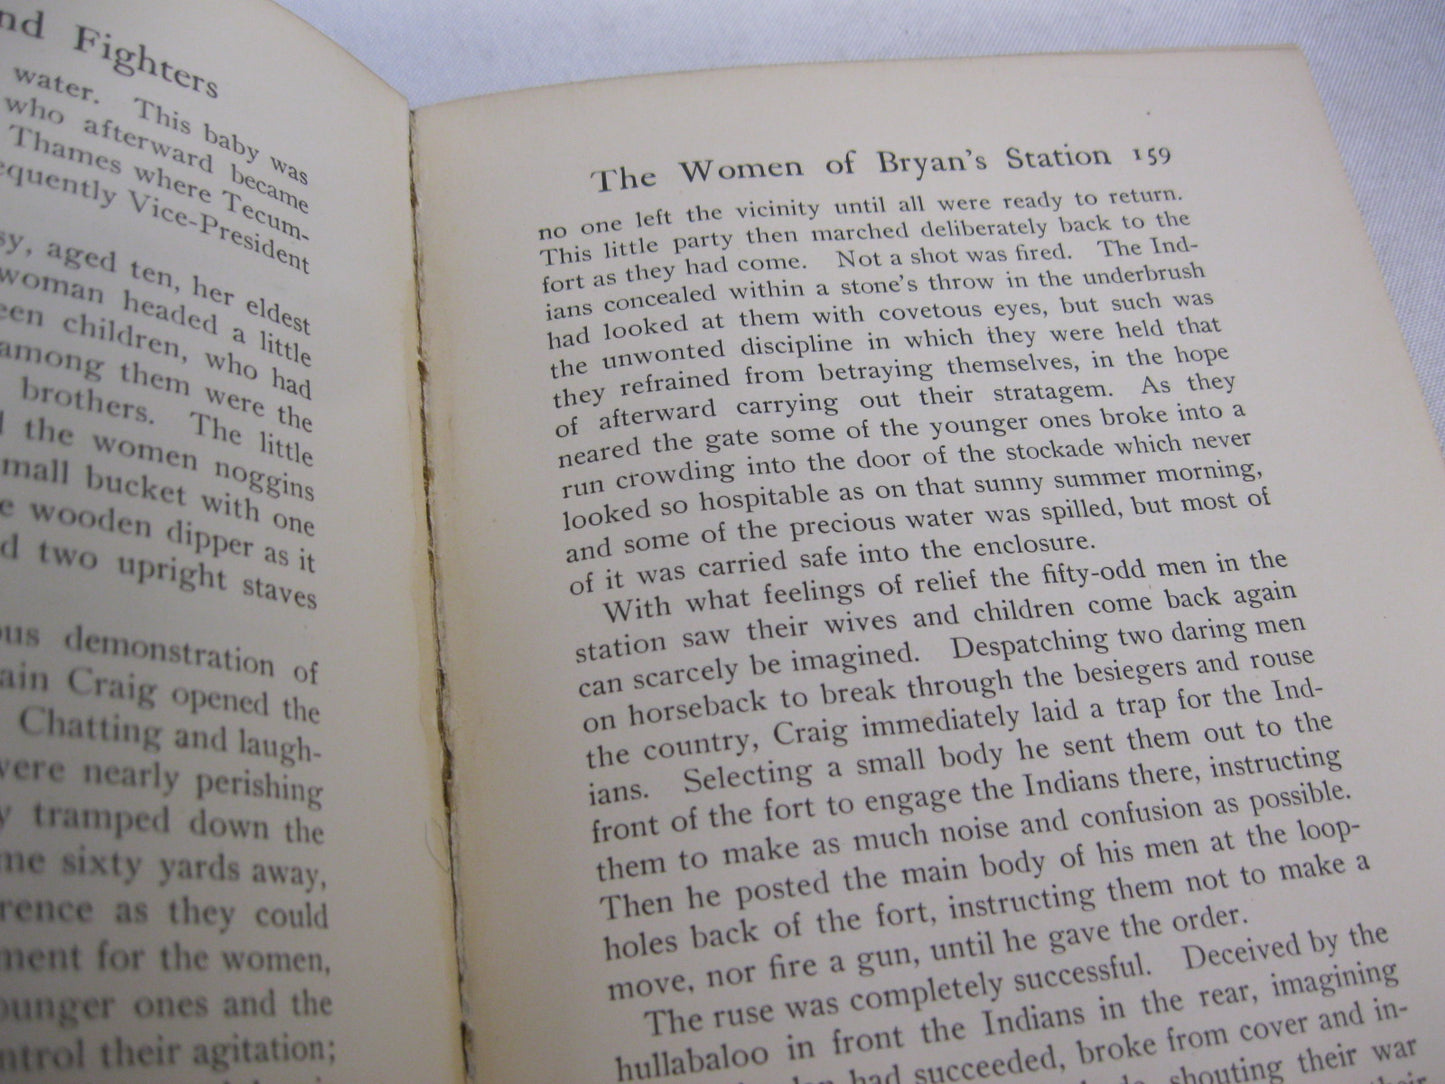 nd Fighters
water. This baby was
who afterward became
Thames where Tecum-
equently Vice-President
sy, aged ten, her eldest
woman headed a little
een children, who had
among them were the
brothers. The little
the women noggins
small bucket with one
e wooden dipper as it
d two upright staves
ous demonstration of
ain Craig opened the
Chatting and laugh-
were nearly perishing
y tramped down the
me sixty yards away,
rence as they could
ment for the women,
ounger ones and the
ntrol their agitation;
The Women of Bryan's Station 159
no one left the vicinity until all were ready to return.
This little party then marched deliberately back to the
fort as they had come. Not a shot was fired. The Ind-
ians concealed within a stone's throw in the underbrush
had looked at them with covetous eyes, but such was
the unwonted discipline in which they were held that
they refrained from betraying themselves, in the hope
of afterward carrying out their stratagem. As they
neared the gate some of the younger ones broke into a
run crowding into the door of the stockade which never
looked so hospitable as on that sunny summer morning,
and some of the precious water was spilled, but most of
of it was carried safe into the enclosure.
With what feelings of relief the fifty-odd men in the
station saw their wives and children come back again
can scarcely be imagined. Despatching two daring men
on horseback to break through the besiegers and rouse
the country, Craig immediately laid a trap for the Ind-
ians. Selecting a small body he sent them out to the
front of the fort to engage the Indians there, instructing
them to make as much noise and confusion as possible.
Then he posted the main body of his men at the loop-
holes back of the fort, instructing them not to make a
move, nor fire a gun, until he gave the order.
The ruse was completely successful. Deceived by the
hullabaloo in front the Indians in the rear, imagining
had succeeded, broke from cover and in-
shouting their war